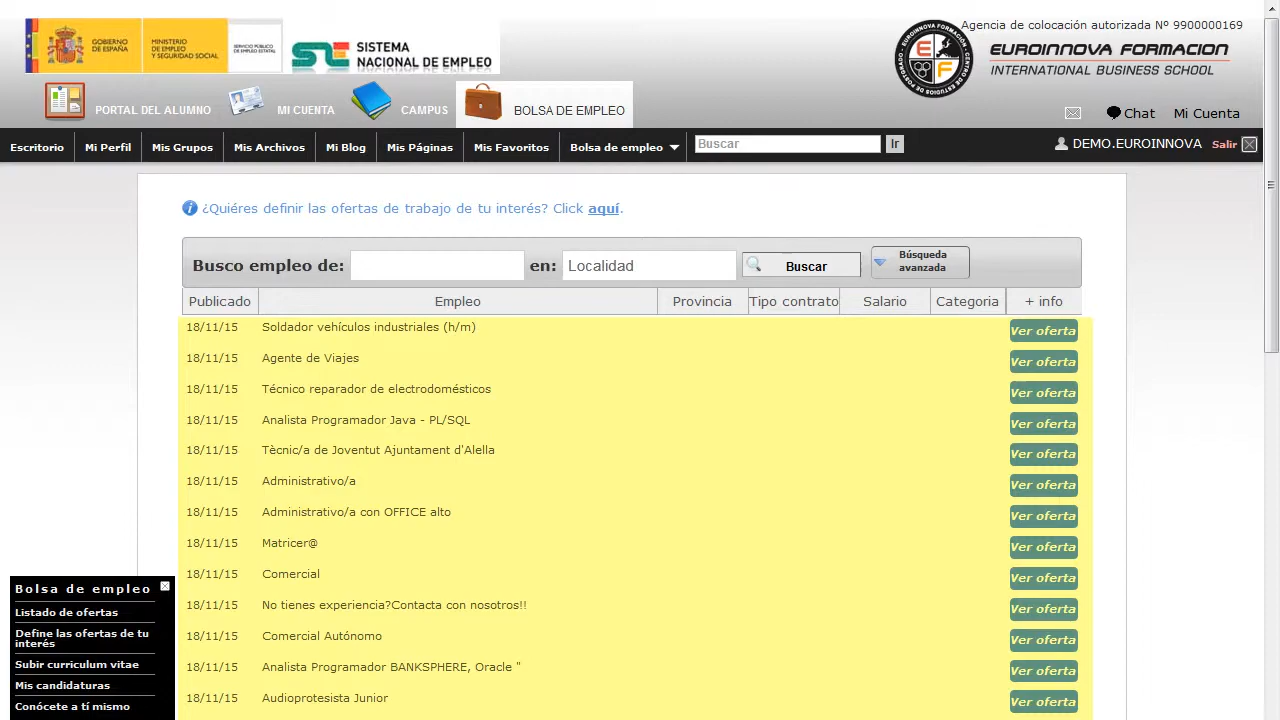 Agencia de colocación autorizada Nº 9900000169
GOBIERNO DE ESPAÑA
MINISTERIO DE EMPLEO Y SEGURIDAD SOCIAL
SERVICIO PÚBLICO DE EMPLEO ESTATAL
SISTEMA NACIONAL DE EMPLEO
EUROINNOVA FORMACION
INTERNATIONAL BUSINESS SCHOOL
PORTAL DEL ALUMNO MI CUENTA CAMPUS BOLSA DE EMPLEO
Chat Mi Cuenta
Escritorio Mi Perfil Mis Grupos Mis Archivos Mi Blog Mis Páginas Mis Favoritos Bolsa de empleo Buscar Ir DEMO.EUROINNOVA Salir
¿Quiéres definir las ofertas de trabajo de tu interés? Click aquí.
Busco empleo de: en: Localidad Buscar Búsqueda avanzada
Publicado Empleo Provincia Tipo contrato Salario Categoria + info
18/11/15 Soldador vehículos industriales (h/m) Ver oferta
18/11/15 Agente de Viajes Ver oferta
18/11/15 Técnico reparador de electrodomésticos Ver oferta
18/11/15 Analista Programador Java - PL/SQL Ver oferta
18/11/15 Tècnic/a de Joventut Ajuntament d'Alella Ver oferta
18/11/15 Administrativo/a Ver oferta
18/11/15 Administrativo/a con OFFICE alto Ver oferta
18/11/15 Matricer@ Ver oferta
18/11/15 Comercial Ver oferta
18/11/15 No tienes experiencia?Contacta con nosotros!! Ver oferta
18/11/15 Comercial Autónomo Ver oferta
18/11/15 Analista Programador BANKSPHERE, Oracle " Ver oferta
18/11/15 Audioprotesista Junior Ver oferta
Bolsa de empleo
Listado de ofertas
Define las ofertas de tu
interés
Subir curriculum vitae
Mis candidaturas
Conócete a tí mismo